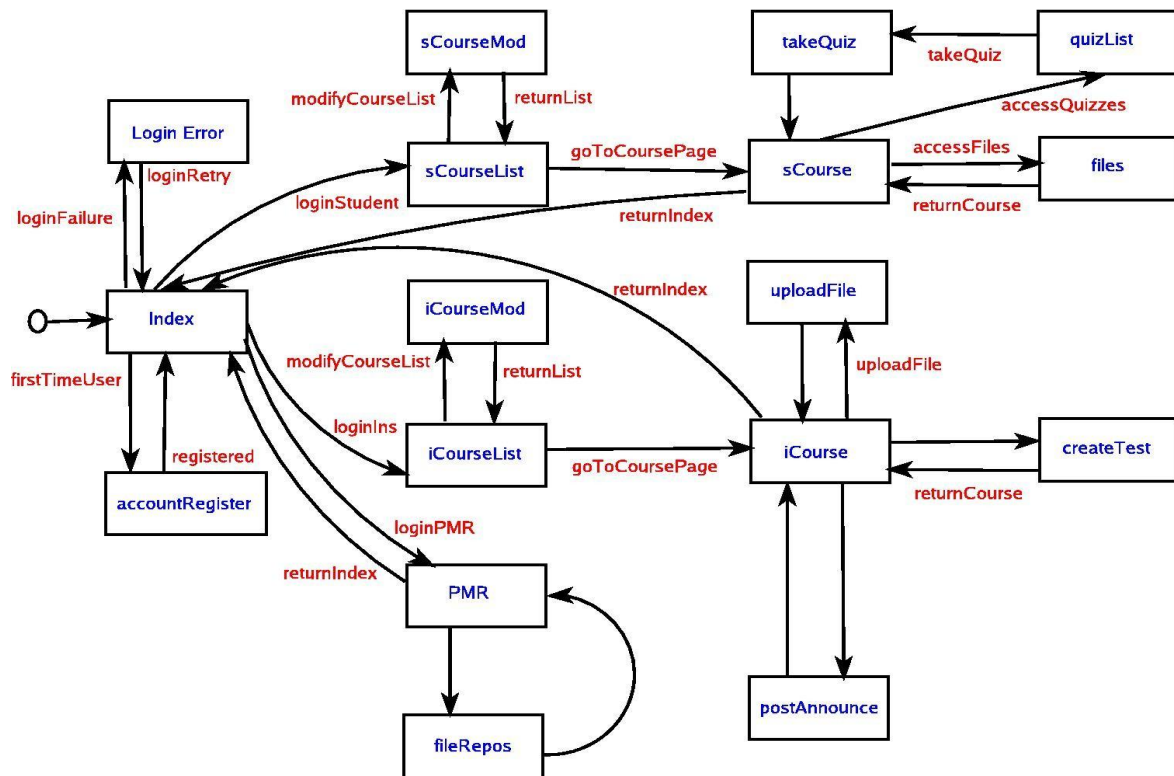 sCourseMod
takeQuiz
quizList
takeQuiz
modifyCourseList
returnList
accessQuizzes
Login Error
loginRetry
sCourseList
goToCoursePage
sCourse
accessFiles
files
loginStudent
returnCourse
loginFailure
returnIndex
Index
iCourseMod
returnIndex
uploadFile
modifyCourseList
returnList
uploadFile
firstTimeUser
loginIns
iCourseList
goToCoursePage
iCourse
createTest
registered
returnCourse
accountRegister
loginPMR
returnIndex
PMR
postAnnounce
fileRepos